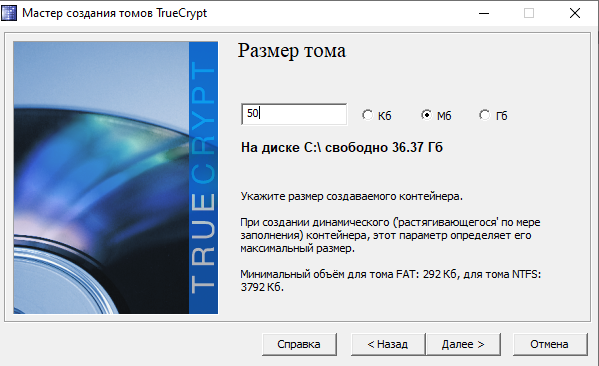 Мастер создания томов TrueCrypt
TRUECRYPT
Размер тома
50
Кб
Мб
Гб
На диске C:\ свободно 36.37 Гб
Укажите размер создаваемого контейнера.
При создании динамического ('растягивающегося' по мере
заполнения) контейнера, этот параметр определяет его
максимальный размер.
Минимальный объём для тома FAT: 292 Кб, для тома NTFS:
3792 Кб.
Справка
< Назад
Далее >
Отмена